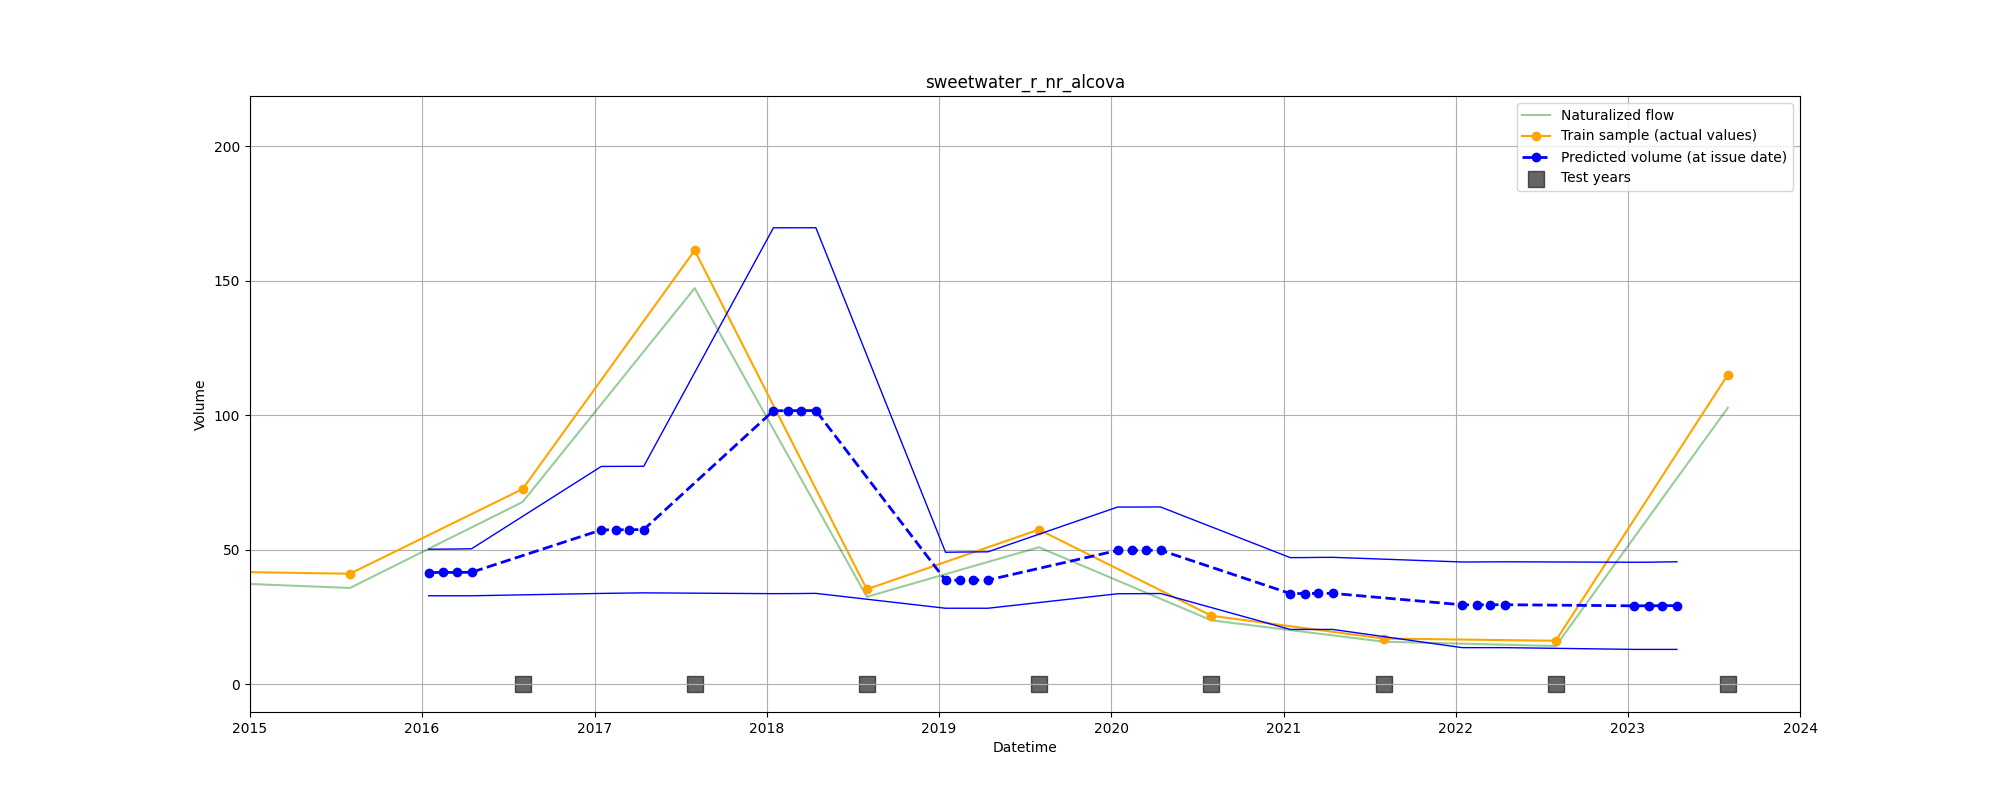 sweetwater_r_nr_alcova
Naturalized flow
Train sample (actual values)
Predicted volume (at issue date)
Test years
200
150
100
50
0
Volume
2015 2016 2017 2018 2019 2020 2021 2022 2023 2024
Datetime